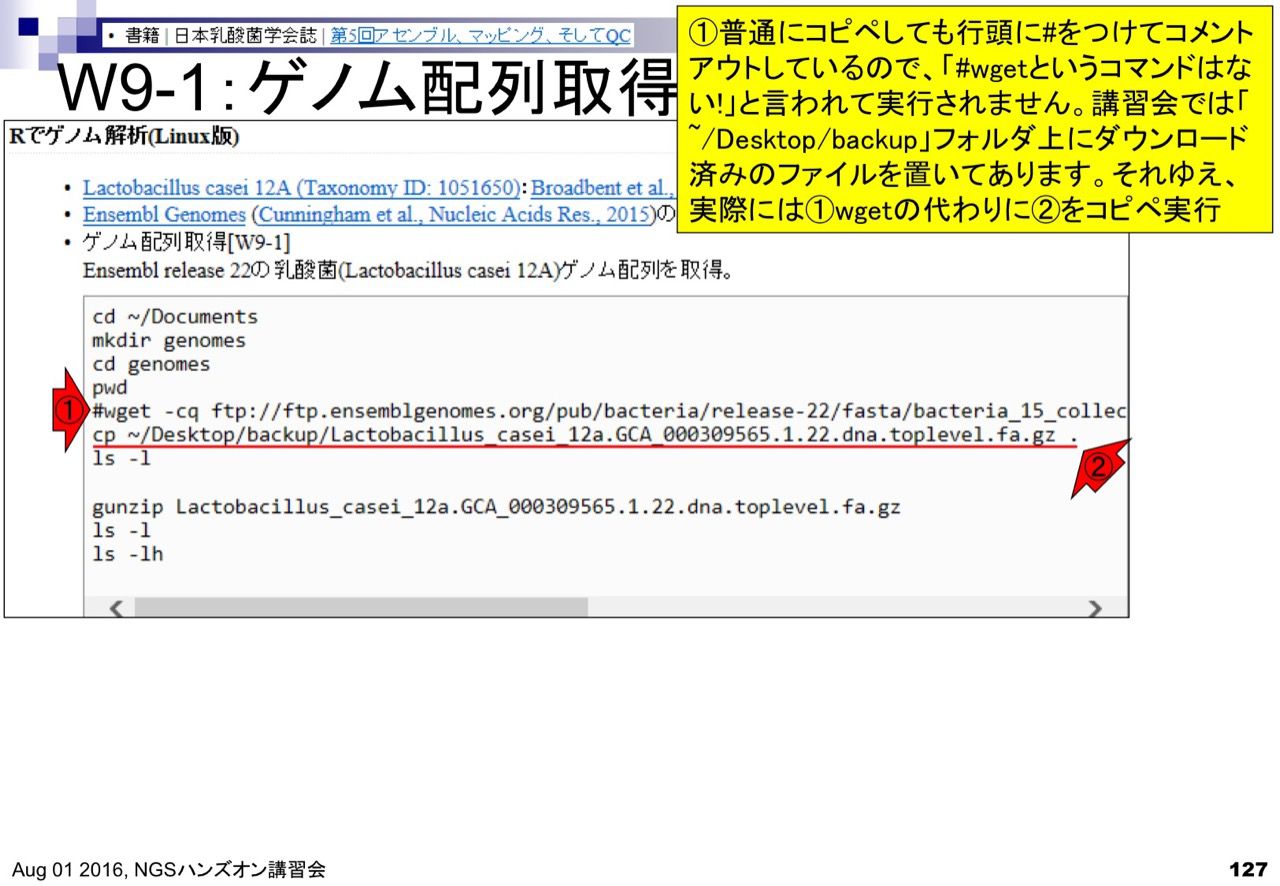 • 書籍 | 日本乳酸菌学会誌 | 第5回アセンブル、マッピング、そしてQC
W9-1：ゲノム配列取得
①普通にコピペしても行頭に#をつけてコメント
アウトしているので、「#wgetというコマンドはな
い!」と言われて実行されません。講習会では「
~/Desktop/backup」フォルダ上にダウンロード
済みのファイルを置いてあります。それゆえ、
実際には①wgetの代わりに②をコピペ実行
Rでゲノム解析(Linux版)
• Lactobacillus casei 12A (Taxonomy ID: 1051650)：Broadbent et al.,
• Ensembl Genomes (Cunningham et al., Nucleic Acids Res., 2015)の
• ゲノム配列取得[W9-1]
Ensembl release 22の乳酸菌(Lactobacillus casei 12A)ゲノム配列を取得。
cd ~/Documents
mkdir genomes
cd genomes
pwd
① #wget -cq ftp://ftp.ensemblgenomes.org/pub/bacteria/release-22/fasta/bacteria_15_collec
cp ~/Desktop/backup/Lactobacillus_casei_12a.GCA_000309565.1.22.dna.toplevel.fa.gz .
ls -l
②
gunzip Lactobacillus_casei_12a.GCA_000309565.1.22.dna.toplevel.fa.gz
ls -l
ls -lh
Aug 01 2016, NGSハンズオン講習会
127